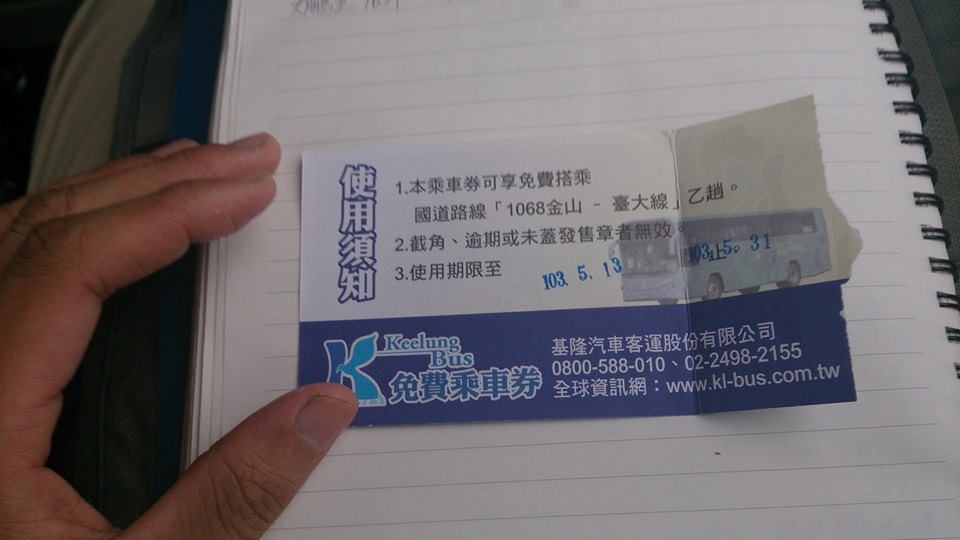 使用須知
1.本乘車券可享免費搭乘
國道路線「1068金山 - 臺大線」乙趟。
2.截角、逾期或未蓋發售章者無效。
3.使用期限至 103. 5. 13 103. 5. 31 止。
Keelung
Bus
免費乘車券
基隆汽車客運股份有限公司
0800-588-010、02-2498-2155
全球資訊網：www.kl-bus.com.tw